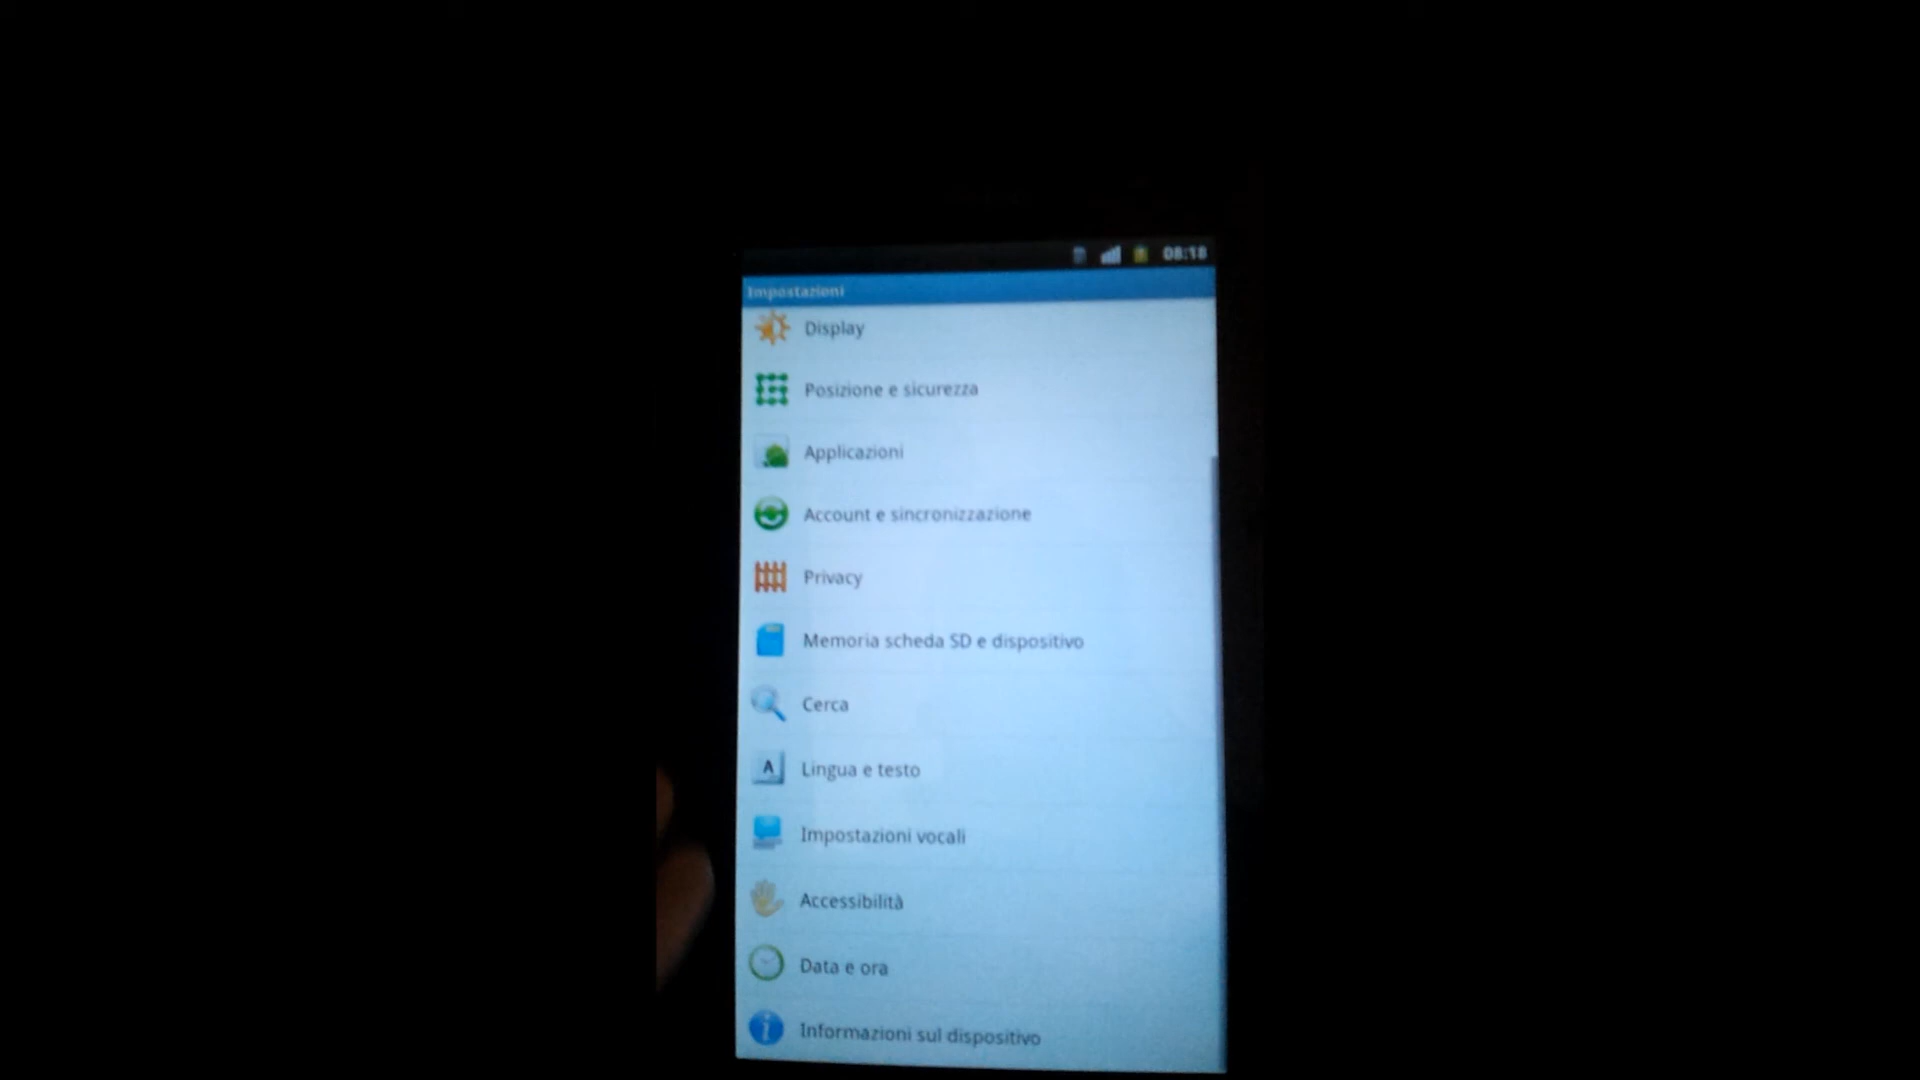 08:18
Impostazioni
Display
Posizione e sicurezza
Applicazioni
Account e sincronizzazione
Privacy
Memoria scheda SD e dispositivo
Cerca
A
Lingua e testo
Impostazioni vocali
Accessibilità
Data e ora
Informazioni sul dispositivo